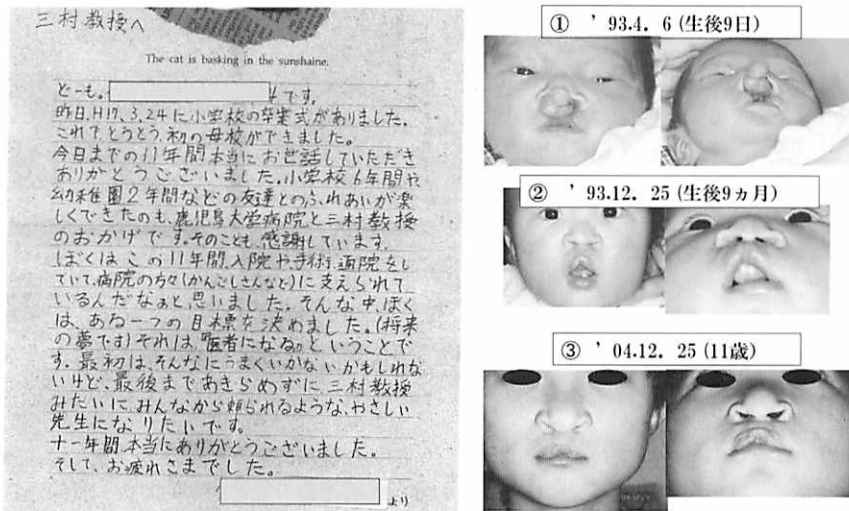 三村教授へ
The cat is basking in the sunshaine.
どーも。
です。
昨日、H17、3、24に小学校の卒業式がありました。
これでとうとう、初の母校ができました。
今日までの11年間本当にお世話していただき
ありがとうございました。小学校6年間や
幼稚園2年間などの友達とのふれあいが楽
しくできたのも、鹿児島大学病院と三村教授
のおかげです。そのことも、感謝しています。
ぼくはこの11年間、入院や、手術、通院をし
ていて、病院の方々(かんごしさんなど)に支えられて
いるんだなぁと思いました。そんな中、ぼく
は、ある一つの目標を決めました。(将来
の夢です)それは『医者になる』ということで
す。最初は、そんなにうまくいかないかもしれな
いけど、最後まであきらめずに、三村教授
みたいに、みんなから頼られるような、やさしい
先生になりたいです。
十一年間本当にありがとうございました。
そして、お疲れさまでした。
より
① ’93.4. 6 (生後9日)
② ’93.12. 25 (生後9ヵ月)
③ ’04.12. 25 (11歳)